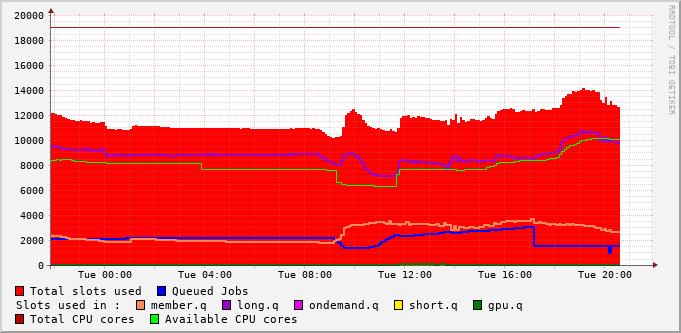 20000
18000
16000
14000
12000
10000
8000
6000
4000
2000
0
Tue 00:00 Tue 04:00 Tue 08:00 Tue 12:00 Tue 16:00 Tue 20:00
Total slots used Queued Jobs
Slots used in : member.q long.q ondemand.q short.q gpu.q
Total CPU cores Available CPU cores
RRDTOOL / TOBI OETIKER